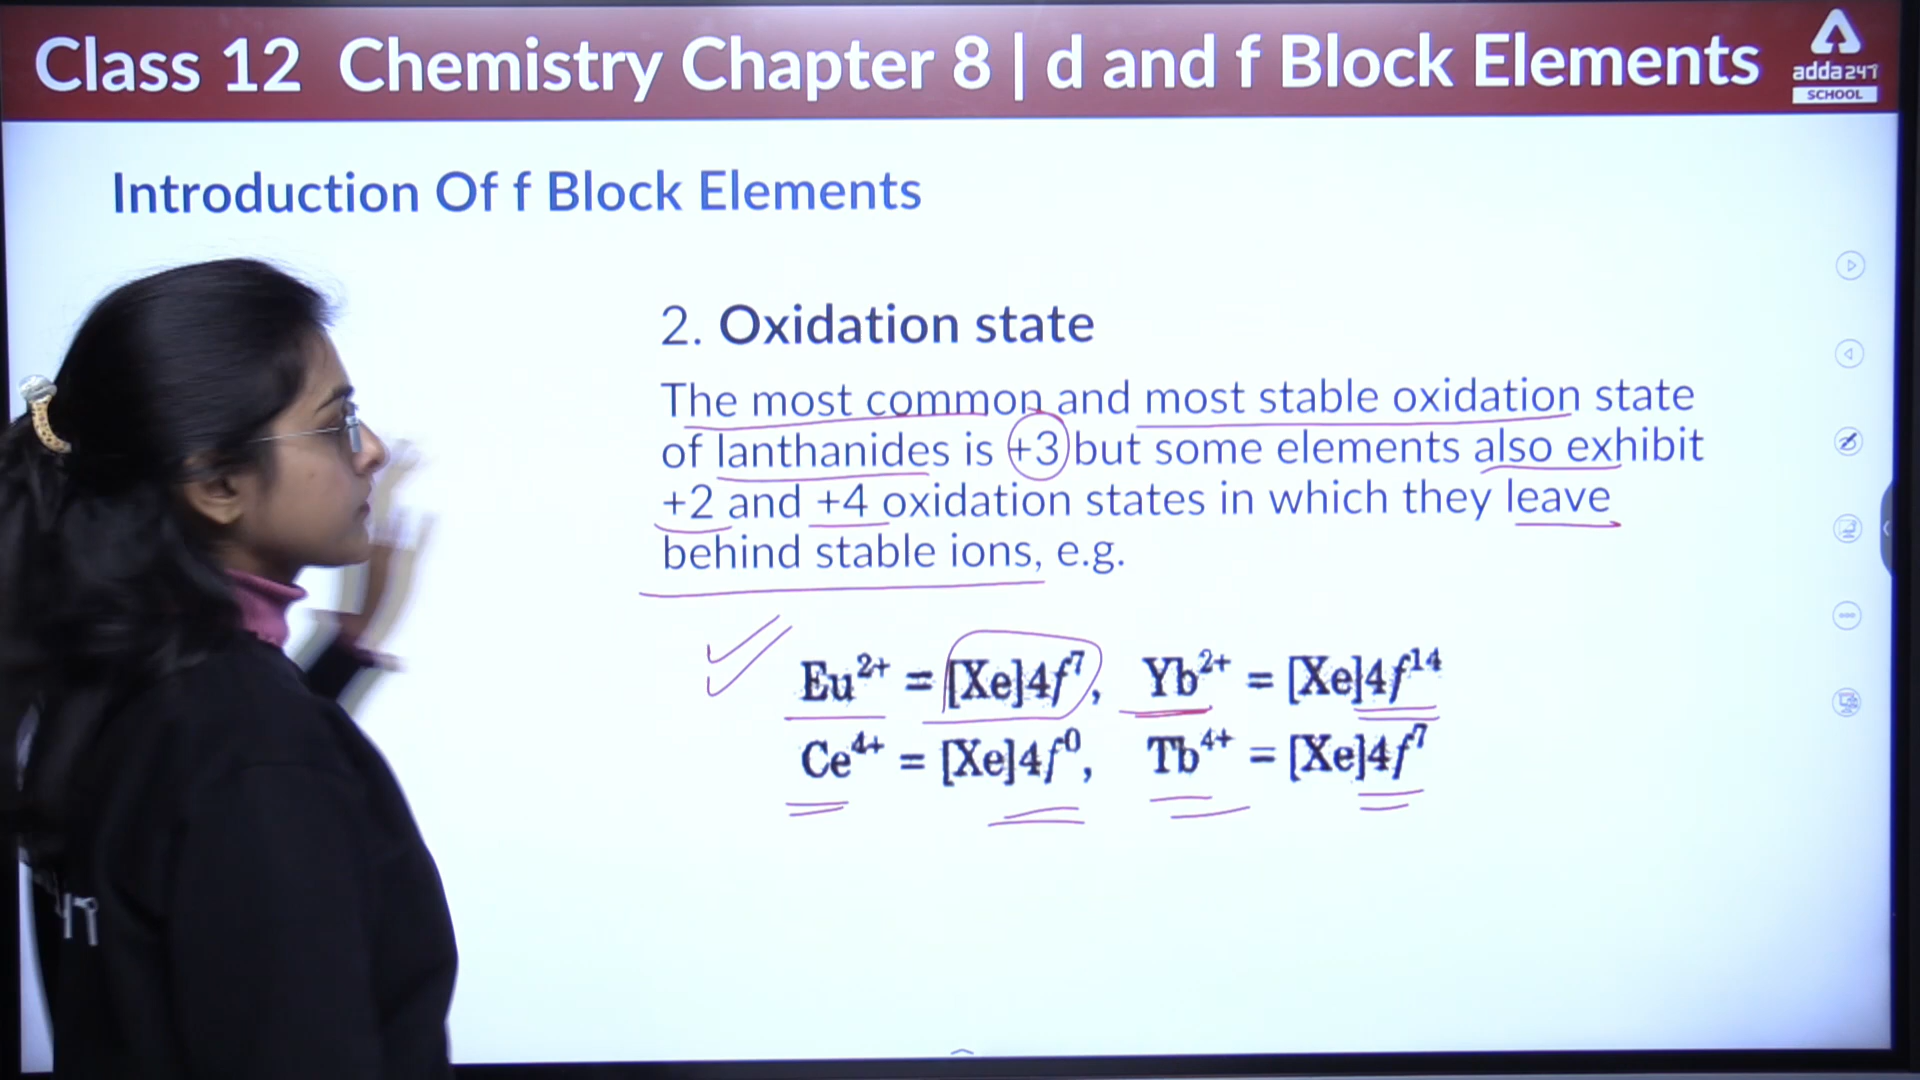 Class 12 Chemistry Chapter 8 | d and f Block Elements
adda247
SCHOOL
Introduction Of f Block Elements
2. Oxidation state
The most common and most stable oxidation state
of lanthanides is +3 but some elements also exhibit
+2 and +4 oxidation states in which they leave
behind stable ions, e.g.
Eu²⁺ = [Xe]4f⁷, Yb²⁺ = [Xe]4f¹⁴
Ce⁴⁺ = [Xe]4f⁰, Tb⁴⁺ = [Xe]4f⁷